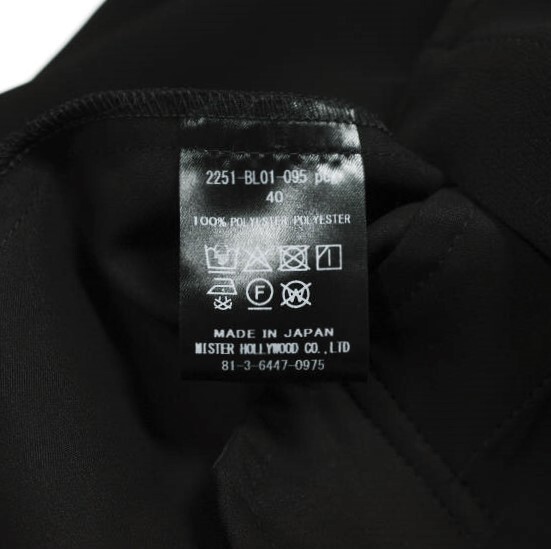 2251-BL01-095
40
100% POLYESTER POLYESTER
F
W
MADE IN JAPAN
MISTER HOLLYWOOD CO.,LTD
81-3-6447-0975